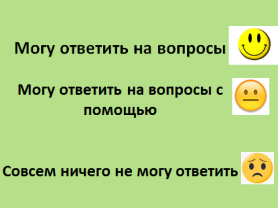 Могу ответить на вопросы
Могу ответить на вопросы с
помощью
Совсем ничего не могу ответить